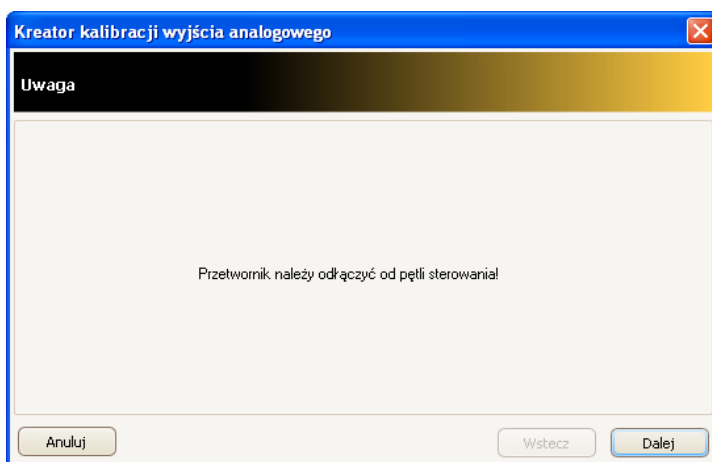 Kreator kalibracji wyjścia analogowego
Uwaga
Przetwornik należy odłączyć od pętli sterowania!
Anuluj
Wstecz
Dalej